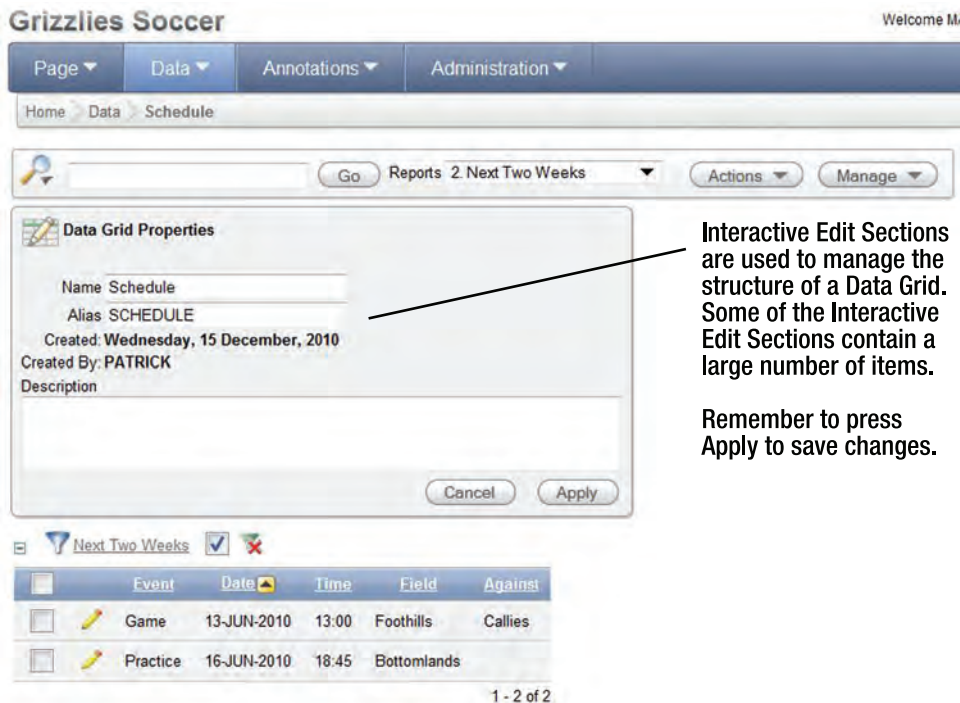 Grizzlies Soccer
Welcome MA
Page Data Annotations Administration
Home Data Schedule
Go Reports 2. Next Two Weeks Actions Manage
Data Grid Properties
Name Schedule
Alias SCHEDULE
Created: Wednesday, 15 December, 2010
Created By: PATRICK
Description
Cancel Apply
Interactive Edit Sections
are used to manage the
structure of a Data Grid.
Some of the Interactive
Edit Sections contain a
large number of items.
Remember to press
Apply to save changes.
Next Two Weeks
Event Date Time Field Against
Game 13-JUN-2010 13:00 Foothills Callies
Practice 16-JUN-2010 18:45 Bottomlands
1 - 2 of 2